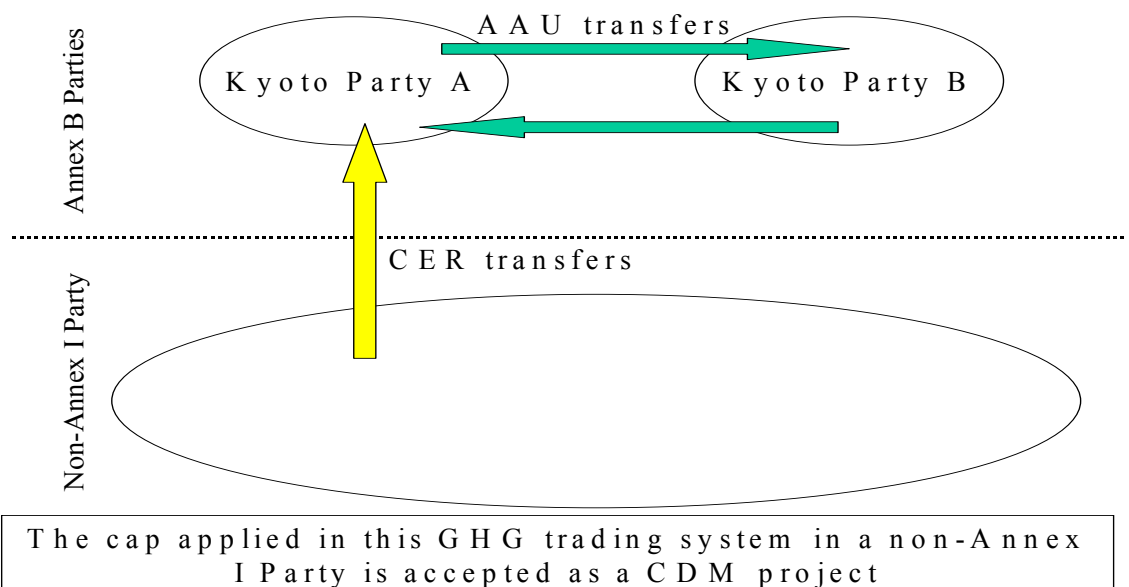 Annex B Parties
AAU transfers
Kyoto Party A
Kyoto Party B
CER transfers
Non-Annex I Party
The cap applied in this GHG trading system in a non-Annex
I Party is accepted as a CDM project